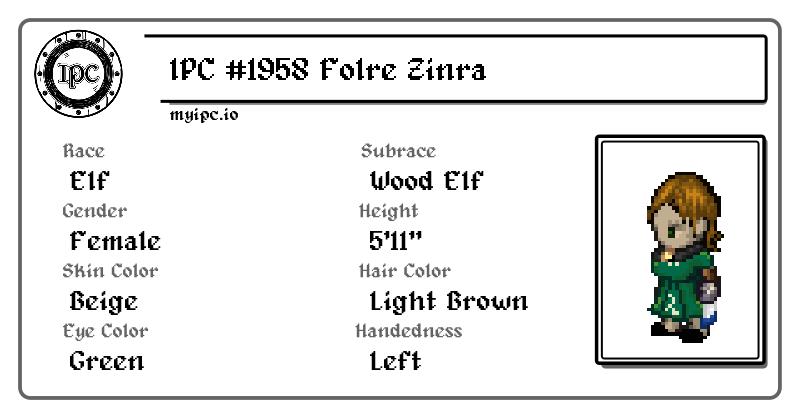 IPC
IPC #1958 Folre Zinra
myipc.io
Race
Elf
Subrace
Wood Elf
Gender
Female
Height
5'11"
Skin Color
Beige
Hair Color
Light Brown
Eye Color
Green
Handedness
Left